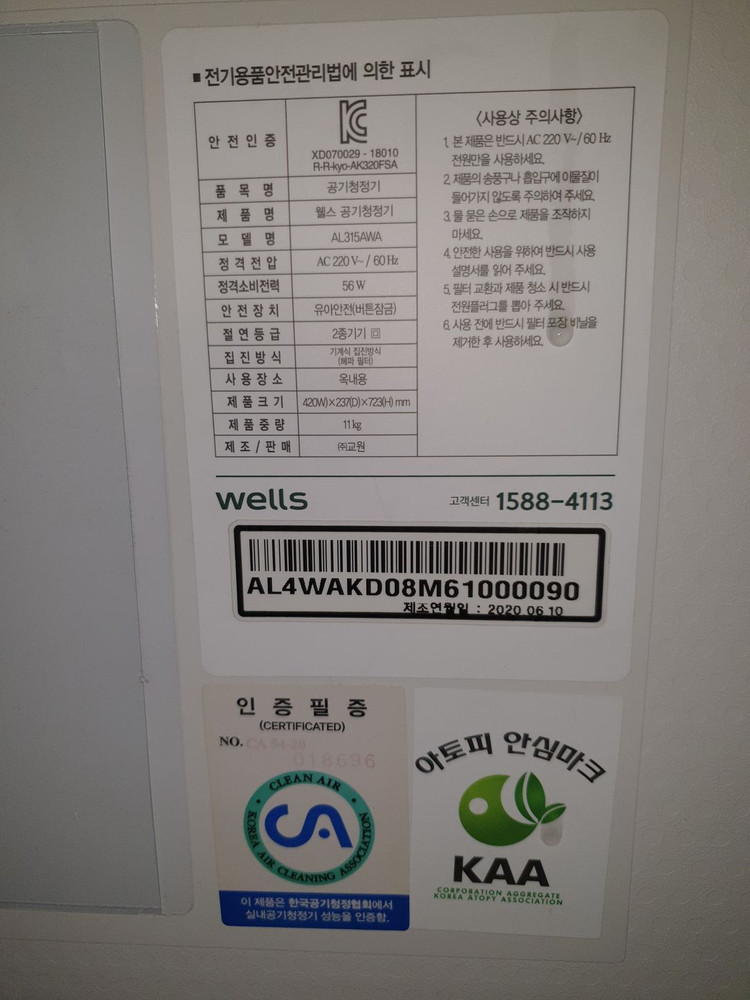 ■ 전기용품안전관리법에 의한 표시
안 전 인 증
XD070029 - 18010
R-R-kyo-AK320FSA
품 목 명 공기청정기
제 품 명 웰스 공기청정기
모 델 명 AL315AWA
정격전압 AC 220 V~ / 60 Hz
정격소비전력 56 W
안전장치 유아안전(버튼잠금)
절연등급 2종기기 回
집진방식 기계식 집진방식
(헤파 필터)
사용장소 옥내용
제품크기 420(W)×237(D)×723(H) mm
제품중량 11 kg
제조/판매 ㈜교원
〈사용상 주의사항〉
1. 본 제품은 반드시 AC 220 V~ / 60 Hz
전원만을 사용하세요.
2. 제품의 송풍구나 흡입구에 이물질이
들어가지 않도록 주의하여 주세요.
3. 물 묻은 손으로 제품을 조작하지
마세요.
4. 안전한 사용을 위하여 반드시 사용
설명서를 읽어 주세요.
5. 필터 교환과 제품 청소 시 반드시
전원플러그를 뽑아 주세요.
6. 사용 전에 반드시 필터 포장 비닐을
제거한 후 사용하세요.
wells
고객센터 1588-4113
AL4WAKD08M61000090
제조연월일 : 2020 06 10
인 증 필 증
(CERTIFICATED)
NO. CA 54-20
018696
CLEAN AIR
CA
KOREA AIR CLEANING ASSOCIATION
이 제품은 한국공기청정협회에서
실내공기청정기 성능을 인증함.
아토피 안심마크
KAA
CORPORATION AGGREGATE
KOREA ATOPY ASSOCIATION